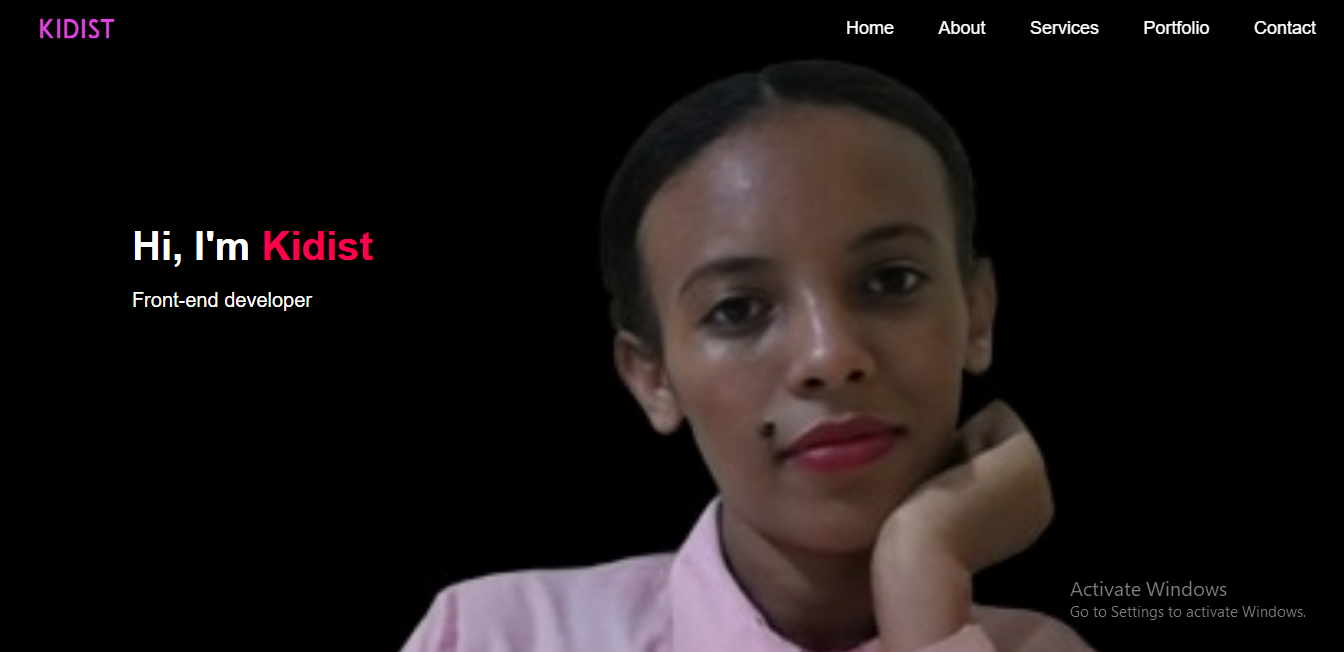 KIDIST
Home About Services Portfolio Contact
Hi, I'm Kidist
Front-end developer
Activate Windows
Go to Settings to activate Windows.